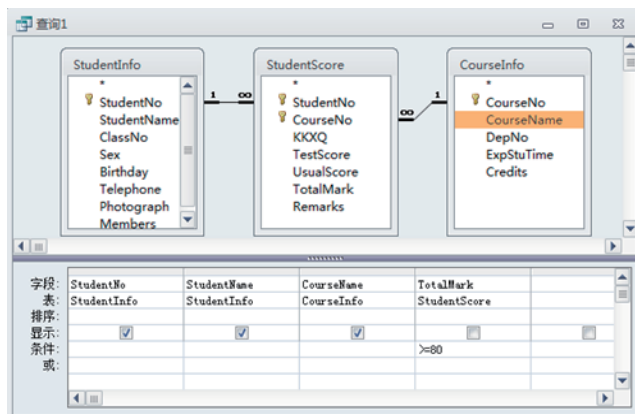 查询1
StudentInfo
*
StudentNo
StudentName
ClassNo
Sex
Birthday
Telephone
Photograph
Members
1 ∞
StudentScore
*
StudentNo
CourseNo
KKXQ
TestScore
UsualScore
TotalMark
Remarks
∞ 1
CourseInfo
*
CourseNo
CourseName
DepNo
ExpStuTime
Credits
字段: StudentNo StudentName CourseName TotalMark
表: StudentInfo StudentInfo CourseInfo StudentScore
排序:
显示:
条件: >=80
或: